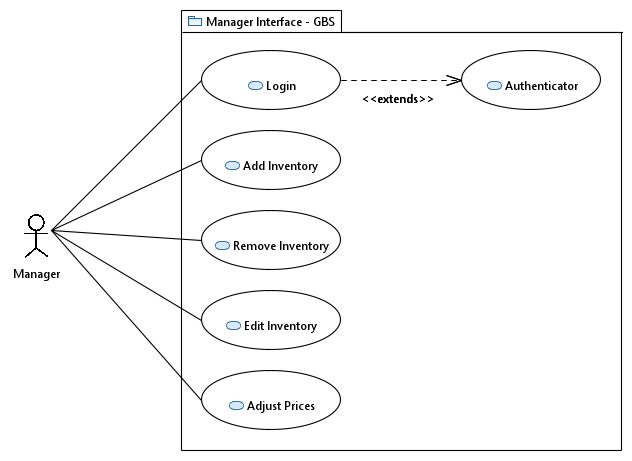 Manager Interface - GBS
Login
<<extends>>
Authenticator
Add Inventory
Remove Inventory
Manager
Edit Inventory
Adjust Prices